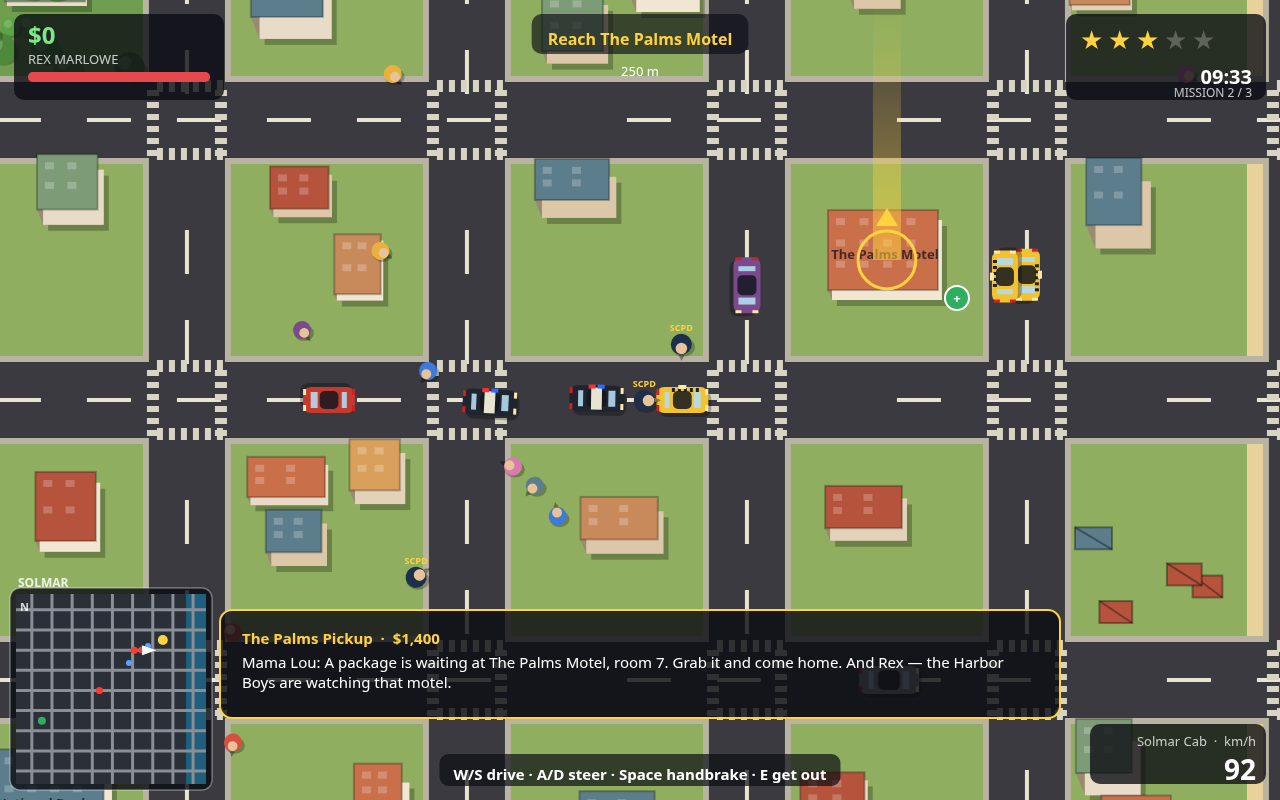 $0
REX MARLOWE
Reach The Palms Motel
250 m
09:33
MISSION 2 / 3
The Palms Motel
+
SCPD
SCPD
SCPD
SOLMAR
N
The Palms Pickup · $1,400
Mama Lou: A package is waiting at The Palms Motel, room 7. Grab it and come home. And Rex — the Harbor
Boys are watching that motel.
W/S drive · A/D steer · Space handbrake · E get out
Solmar Cab · km/h
92